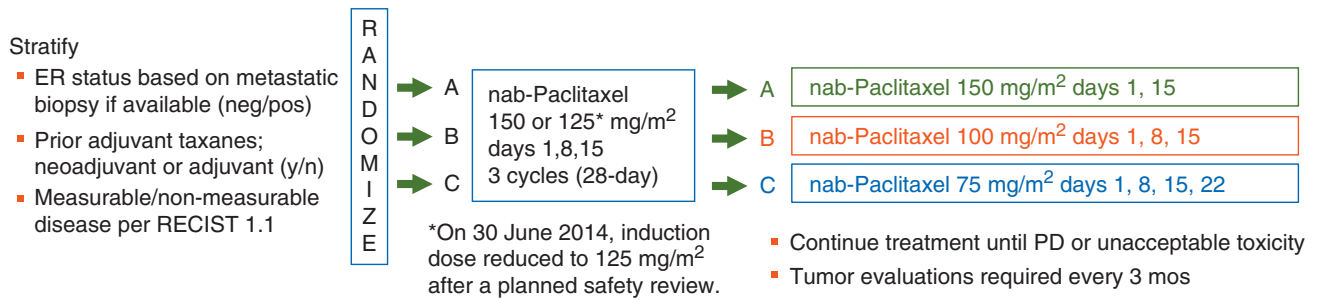 Stratify
▪ ER status based on metastatic
biopsy if available (neg/pos)
▪ Prior adjuvant taxanes;
neoadjuvant or adjuvant (y/n)
▪ Measurable/non-measurable
disease per RECIST 1.1
R
A
N
D
O
M
I
Z
E
A
B
C
nab-Paclitaxel
150 or 125* mg/m²
days 1,8,15
3 cycles (28-day)
*On 30 June 2014, induction
dose reduced to 125 mg/m²
after a planned safety review.
A nab-Paclitaxel 150 mg/m² days 1, 15
B nab-Paclitaxel 100 mg/m² days 1, 8, 15
C nab-Paclitaxel 75 mg/m² days 1, 8, 15, 22
▪ Continue treatment until PD or unacceptable toxicity
▪ Tumor evaluations required every 3 mos